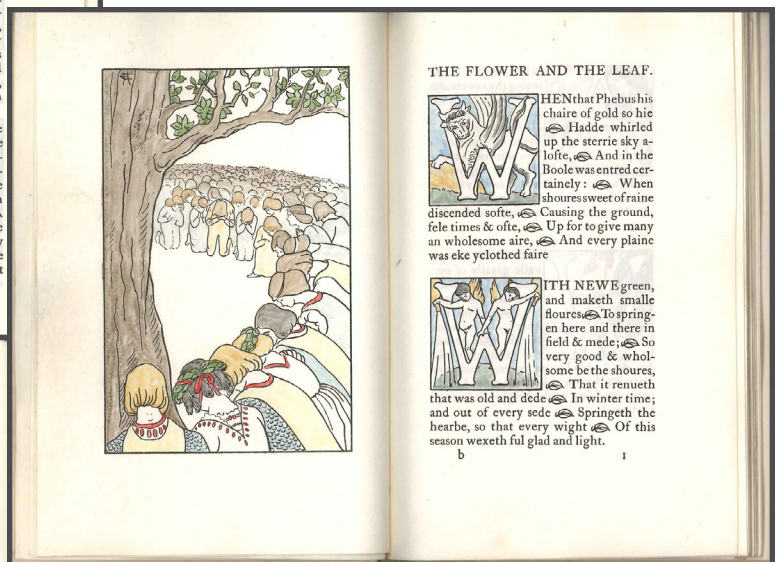 THE FLOWER AND THE LEAF.
WHEN that Phebus his
chaire of gold so hie
Hadde whirled
up the sterrie sky a-
lofte, And in the
Boole was entred cer-
tainely: When
shoures sweet of raine
discended softe, Causing the ground,
fele times & ofte, Up for to give many
an wholesome aire, And every plaine
was eke yclothed faire
WITH NEWE green,
and maketh smalle
floures, To spring-
en here and there in
field & mede; So
very good & whol-
some be the shoures,
That it renueth
that was old and dede In winter time;
and out of every sede Springeth the
hearbe, so that every wight Of this
season wexeth ful glad and light.
b 1